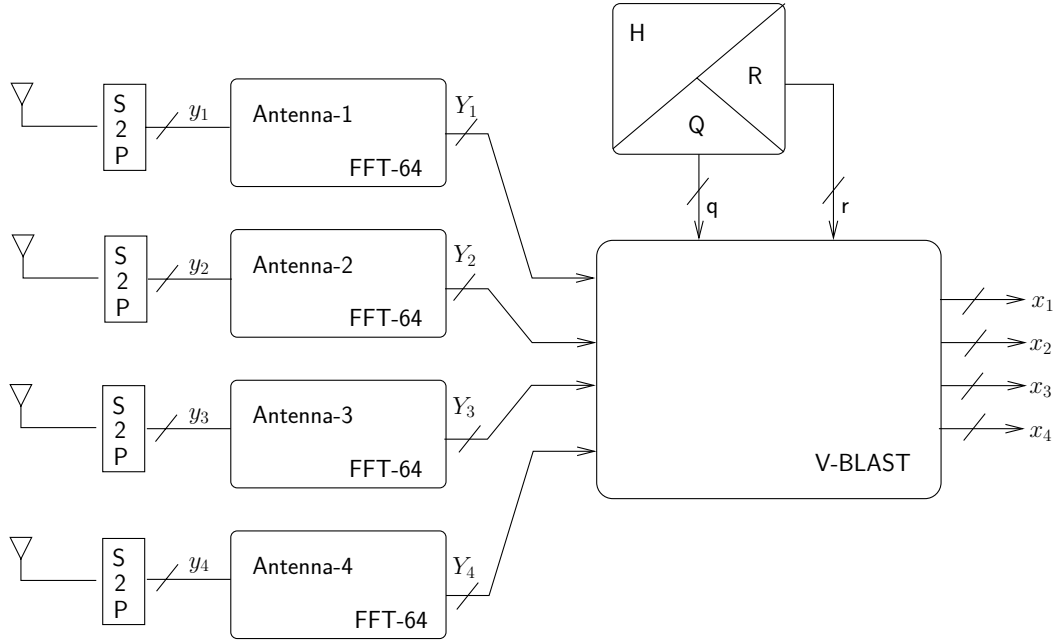 H
R
Q
q
r
S
2
P
y₁
Antenna-1
FFT-64
Y₁
S
2
P
y₂
Antenna-2
FFT-64
Y₂
S
2
P
y₃
Antenna-3
FFT-64
Y₃
S
2
P
y₄
Antenna-4
FFT-64
Y₄
V-BLAST
x₁
x₂
x₃
x₄